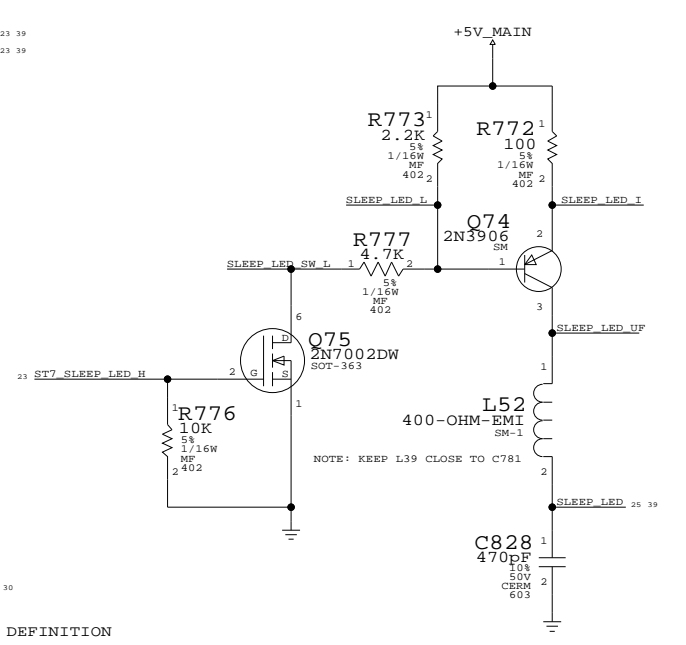 23 39
23 39
+5V_MAIN
R773
1
2.2K
5%
1/16W
MF
402
2
R772
1
100
5%
1/16W
MF
402
2
SLEEP_LED_L
SLEEP_LED_I
Q74
2N3906
SM
2
1
3
R777
4.7K
SLEEP_LED_SW_L
1
2
5%
1/16W
MF
402
6
Q75
2N7002DW
SOT-363
D
G
S
2
1
SLEEP_LED_UF
23 ST7_SLEEP_LED_H
1
R776
10K
5%
1/16W
MF
402
2
1
L52
400-OHM-EMI
SM-1
2
NOTE: KEEP L39 CLOSE TO C781
SLEEP_LED 25 39
C828
1
470pF
10%
50V
CERM
603
2
30
DEFINITION